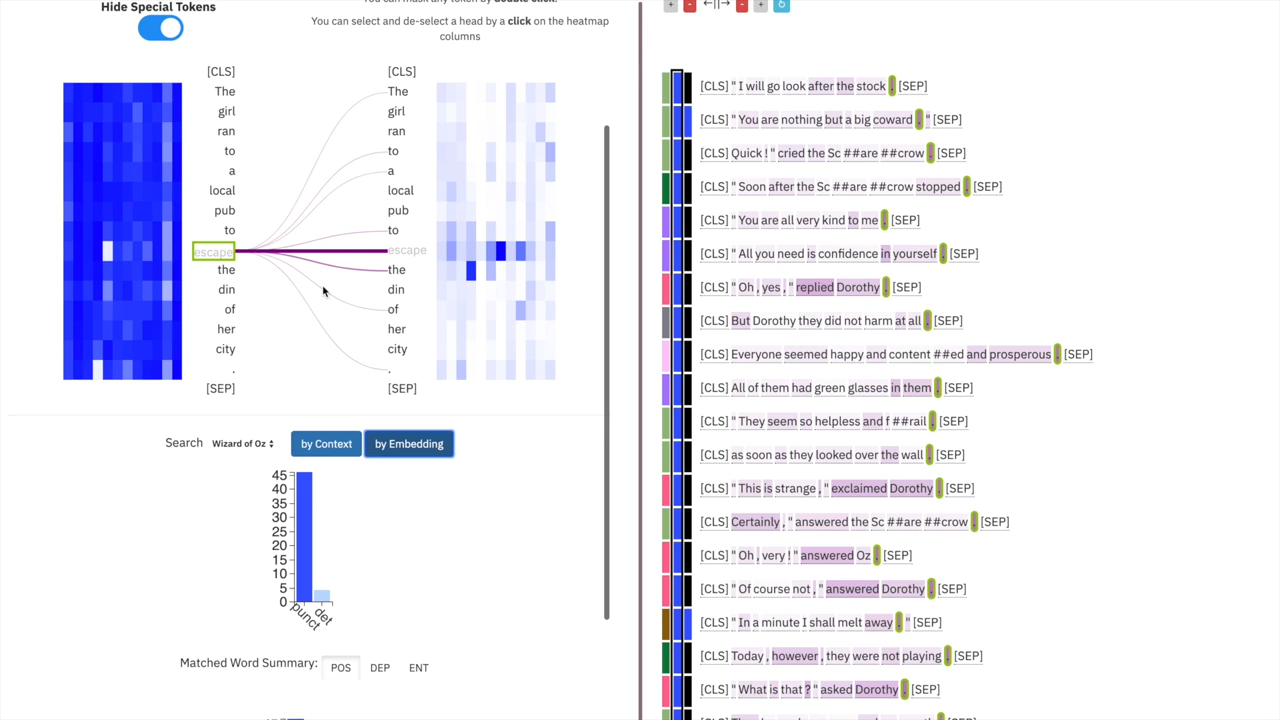 Hide Special Tokens
You can select and de-select a head by a click on the heatmap
columns
[CLS] [CLS]
The The
girl girl
ran ran
to to
a a
local local
pub pub
to to
escape escape
the the
din din
of of
her her
city city
. .
[SEP] [SEP]
Search Wizard of Oz by Context by Embedding
45
40
35
30
25
20
15
10
5
0
punct
det
Matched Word Summary: POS DEP ENT
+ - ←||→ - + ↻
[CLS] " I will go look after the stock . [SEP]
[CLS] " You are nothing but a big coward . " [SEP]
[CLS] Quick ! " cried the Sc ##are ##crow . [SEP]
[CLS] " Soon after the Sc ##are ##crow stopped . [SEP]
[CLS] " You are all very kind to me . [SEP]
[CLS] " All you need is confidence in yourself . [SEP]
[CLS] " Oh , yes , " replied Dorothy . [SEP]
[CLS] But Dorothy they did not harm at all . [SEP]
[CLS] Everyone seemed happy and content ##ed and prosperous . [SEP]
[CLS] All of them had green glasses in them . [SEP]
[CLS] " They seem so helpless and f ##rail . [SEP]
[CLS] as soon as they looked over the wall . [SEP]
[CLS] " This is strange , " exclaimed Dorothy . [SEP]
[CLS] Certainly , " answered the Sc ##are ##crow . [SEP]
[CLS] " Oh , very ! " answered Oz . [SEP]
[CLS] " Of course not , " answered Dorothy . [SEP]
[CLS] " In a minute I shall melt away . " [SEP]
[CLS] Today , however , they were not playing . [SEP]
[CLS] " What is that ? " asked Dorothy . [SEP]